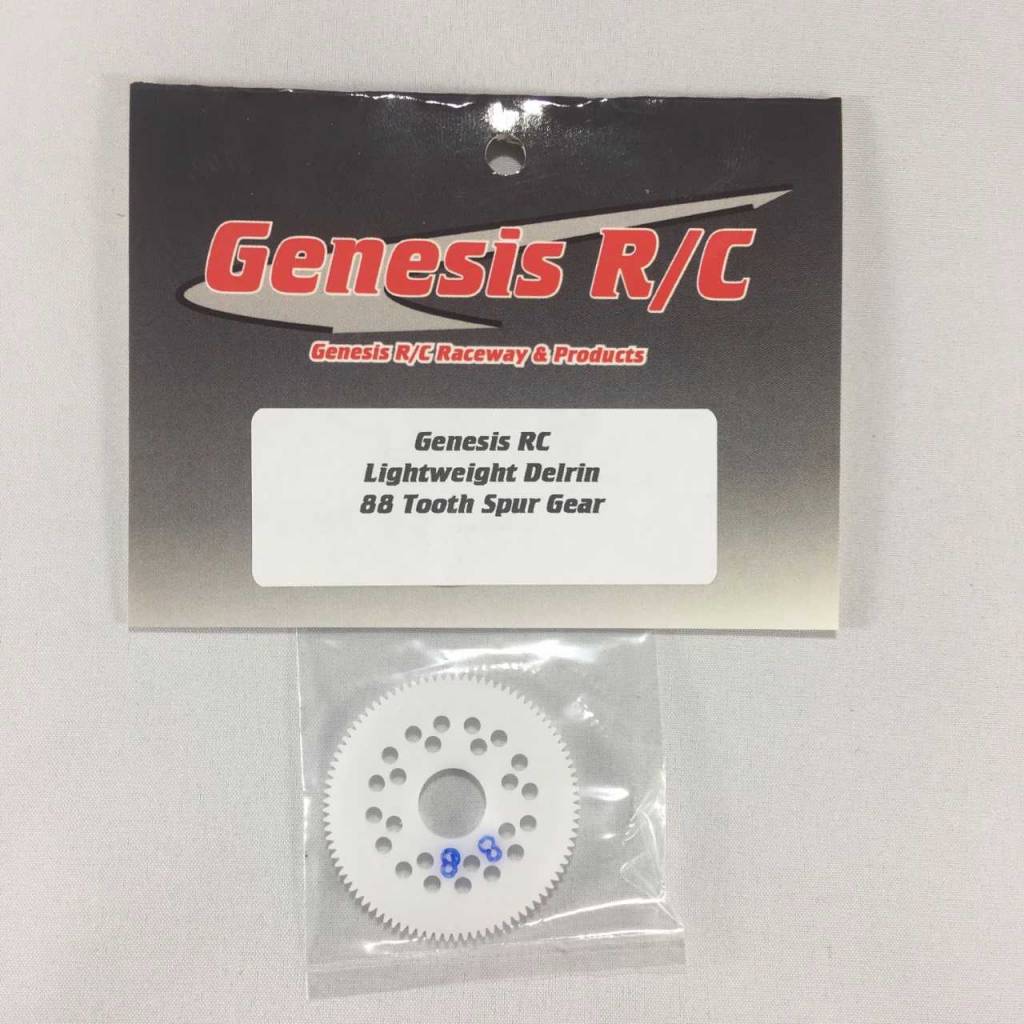 Genesis R/C
Genesis R/C Raceway & Products
Genesis RC
Lightweight Delrin
88 Tooth Spur Gear
88